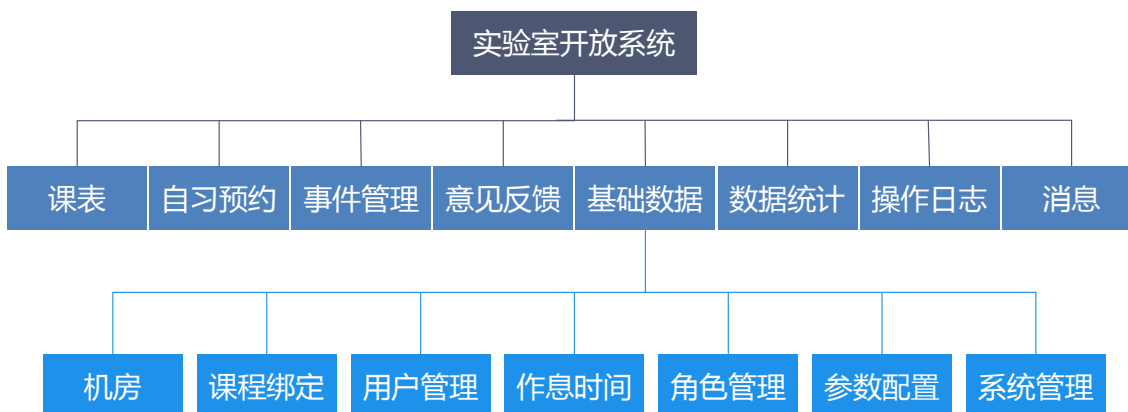 实验室开放系统
课表 自习预约 事件管理 意见反馈 基础数据 数据统计 操作日志 消息
机房 课程绑定 用户管理 作息时间 角色管理 参数配置 系统管理